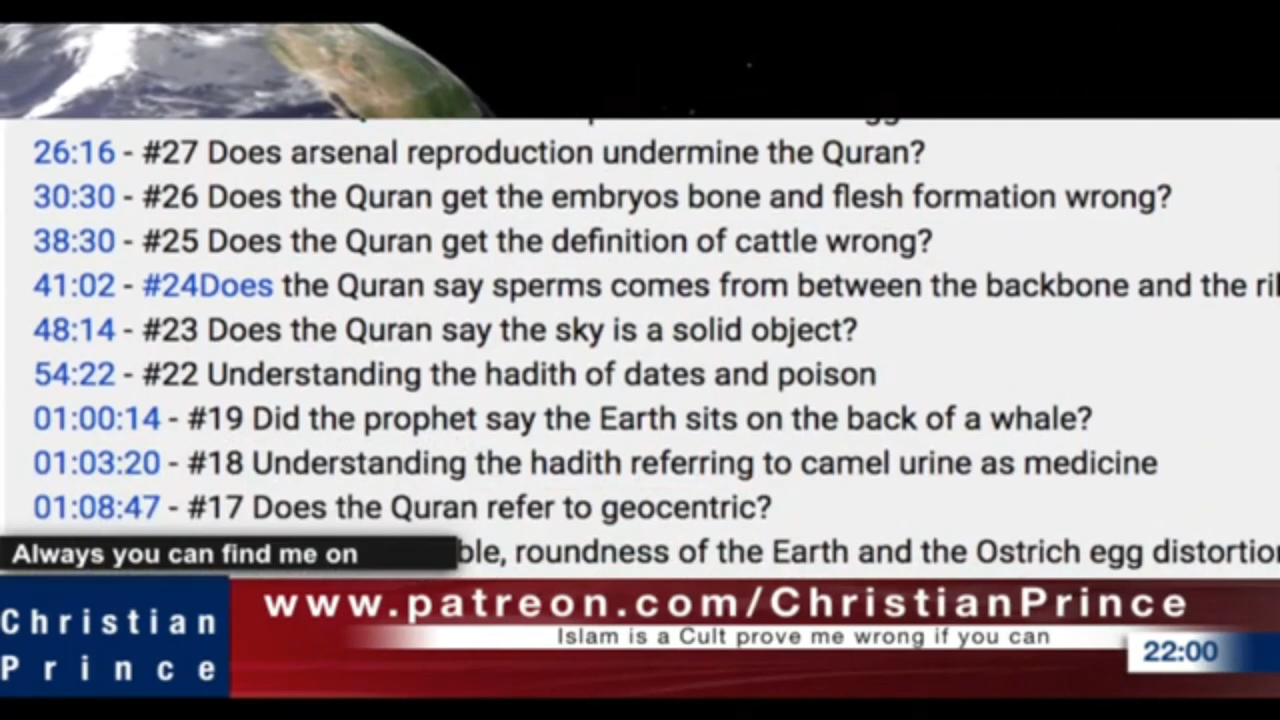 26:16 - #27 Does arsenal reproduction undermine the Quran?
30:30 - #26 Does the Quran get the embryos bone and flesh formation wrong?
38:30 - #25 Does the Quran get the definition of cattle wrong?
41:02 - #24Does the Quran say sperms comes from between the backbone and the
48:14 - #23 Does the Quran say the sky is a solid object?
54:22 - #22 Understanding the hadith of dates and poison
01:00:14 - #19 Did the prophet say the Earth sits on the back of a whale?
01:03:20 - #18 Understanding the hadith referring to camel urine as medicine
01:08:47 - #17 Does the Quran refer to geocentric?
roundness of the Earth and the Ostrich egg distortion
Always you can find me on
www.patreon.com/ChristianPrince
Christian
Prince
Islam is a Cult prove me wrong if you can
22:00